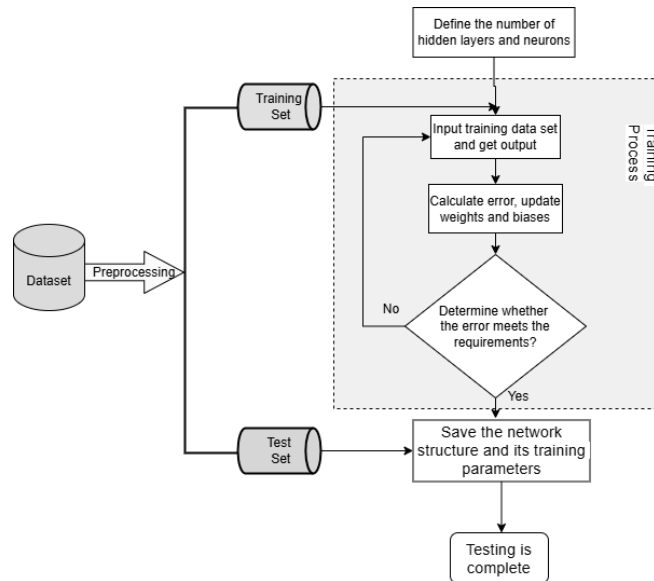 Define the number of
hidden layers and neurons
Training
Set
Input training data set
and get output
Training
Process
Calculate error, update
weights and biases
Dataset
Preprocessing
No
Determine whether
the error meets the
requirements?
Yes
Test
Set
Save the network
structure and its training
parameters
Testing is
complete